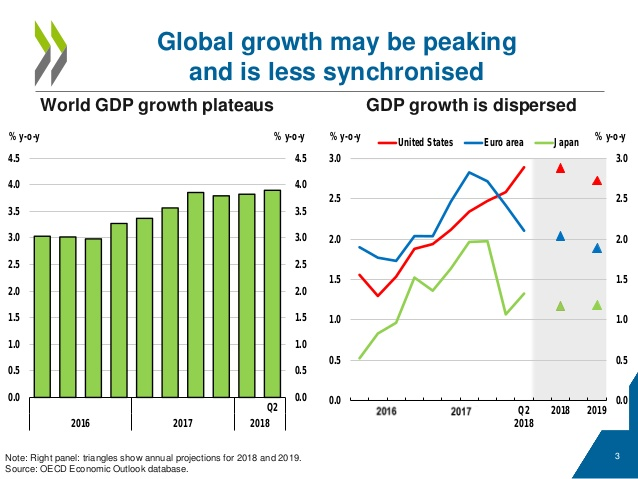 Global growth may be peaking
and is less synchronised
World GDP growth plateaus
% y-o-y
% y-o-y
4.5
4.0
3.5
3.0
2.5
2.0
1.5
1.0
0.5
0.0
4.5
4.0
3.5
3.0
2.5
2.0
1.5
1.0
0.5
0.0
Q2
2016
2017
2018
GDP growth is dispersed
% y-o-y
% y-o-y
United States
Euro area
Japan
3.0
2.5
2.0
1.5
1.0
0.5
0.0
3.0
2.5
2.0
1.5
1.0
0.5
0.0
2016
2017
Q2
2018
2018
2019
Note: Right panel: triangles show annual projections for 2018 and 2019.
Source: OECD Economic Outlook database.
3